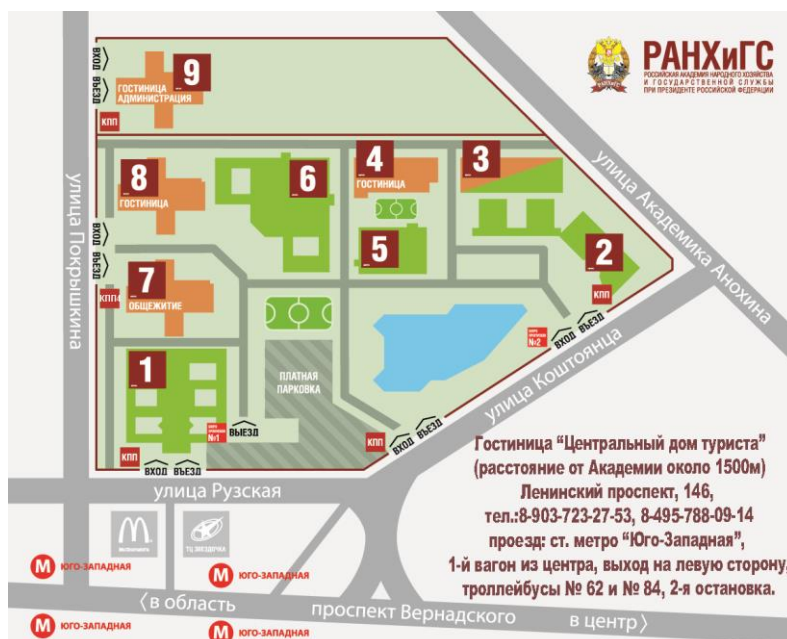 РАНХиГС
РОССИЙСКАЯ АКАДЕМИЯ НАРОДНОГО ХОЗЯЙСТВА
И ГОСУДАРСТВЕННОЙ СЛУЖБЫ
ПРИ ПРЕЗИДЕНТЕ РОССИЙСКОЙ ФЕДЕРАЦИИ
РАНХиГС
ВХОД
ВЪЕЗД
9
ГОСТИНИЦА
АДМИНИСТРАЦИЯ
КПП
улица Академика Анохина
улица Покрышкина
8
ГОСТИНИЦА
6
4
ГОСТИНИЦА
3
5
2
ВХОД
ВЪЕЗД
7
ОБЩЕЖИТИЕ
КПП
КПП
№2
ВХОД
ВЪЕЗД
улица Коштоянца
1
ПЛАТНАЯ
ПАРКОВКА
№1
ВЫЕЗД
КПП
ВХОД
ВЪЕЗД
КПП
ВХОД
ВЪЕЗД
улица Рузская
Гостиница “Центральный дом туриста”
(расстояние от Академии около 1500м)
Ленинский проспект, 146,
тел.:8-903-723-27-53, 8-495-788-09-14
проезд: ст. метро “Юго-Западная”,
1-й вагон из центра, выход на левую сторону,
троллейбусы № 62 и № 84, 2-я остановка.
ТЦ ЗВЕЗДОЧКА
М ЮГО-ЗАПАДНАЯ
М ЮГО-ЗАПАДНАЯ
〈в область
проспект Вернадского
в центр〉
М ЮГО-ЗАПАДНАЯ
М ЮГО-ЗАПАДНАЯ